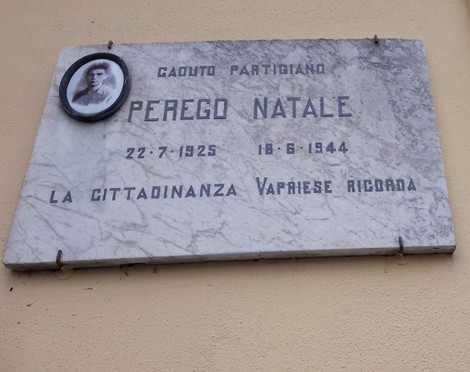 CADUTO PARTIGIANO
PEREGO NATALE
22·7·1925 18·6·1944
LA CITTADINANZA VAPRIESE RICORDA